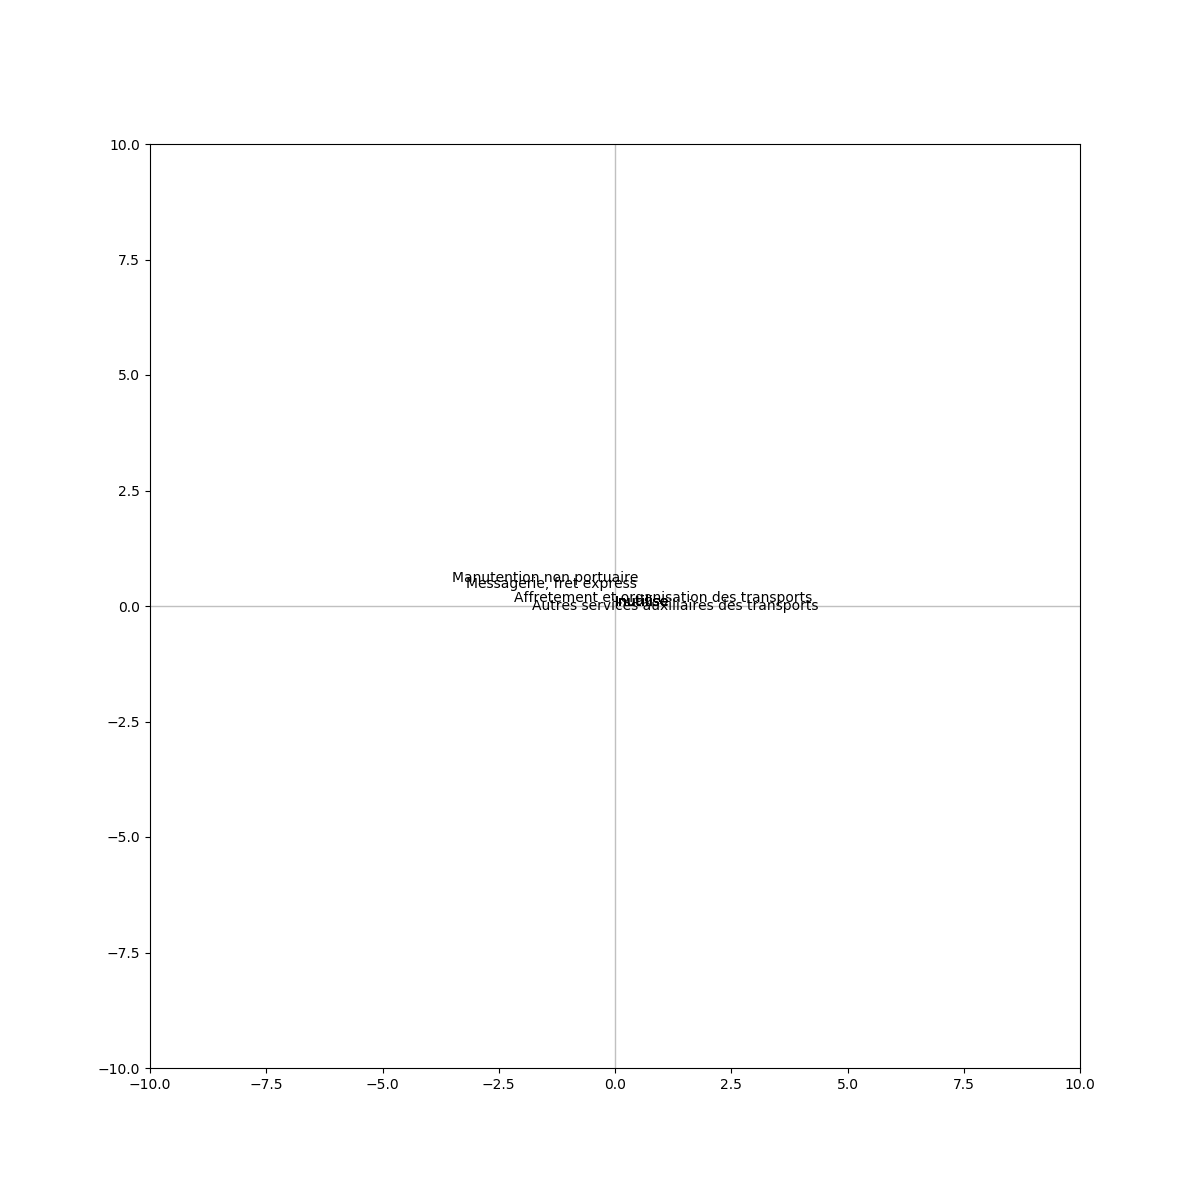 10.0
7.5
5.0
2.5
Manutention non portuaire
Messagerie, fret express
Affretement et organisation des transports
Inutilise
Autres services auxiliaires des transports
0.0
−2.5
−5.0
−7.5
−10.0
−10.0 −7.5 −5.0 −2.5 0.0 2.5 5.0 7.5 10.0